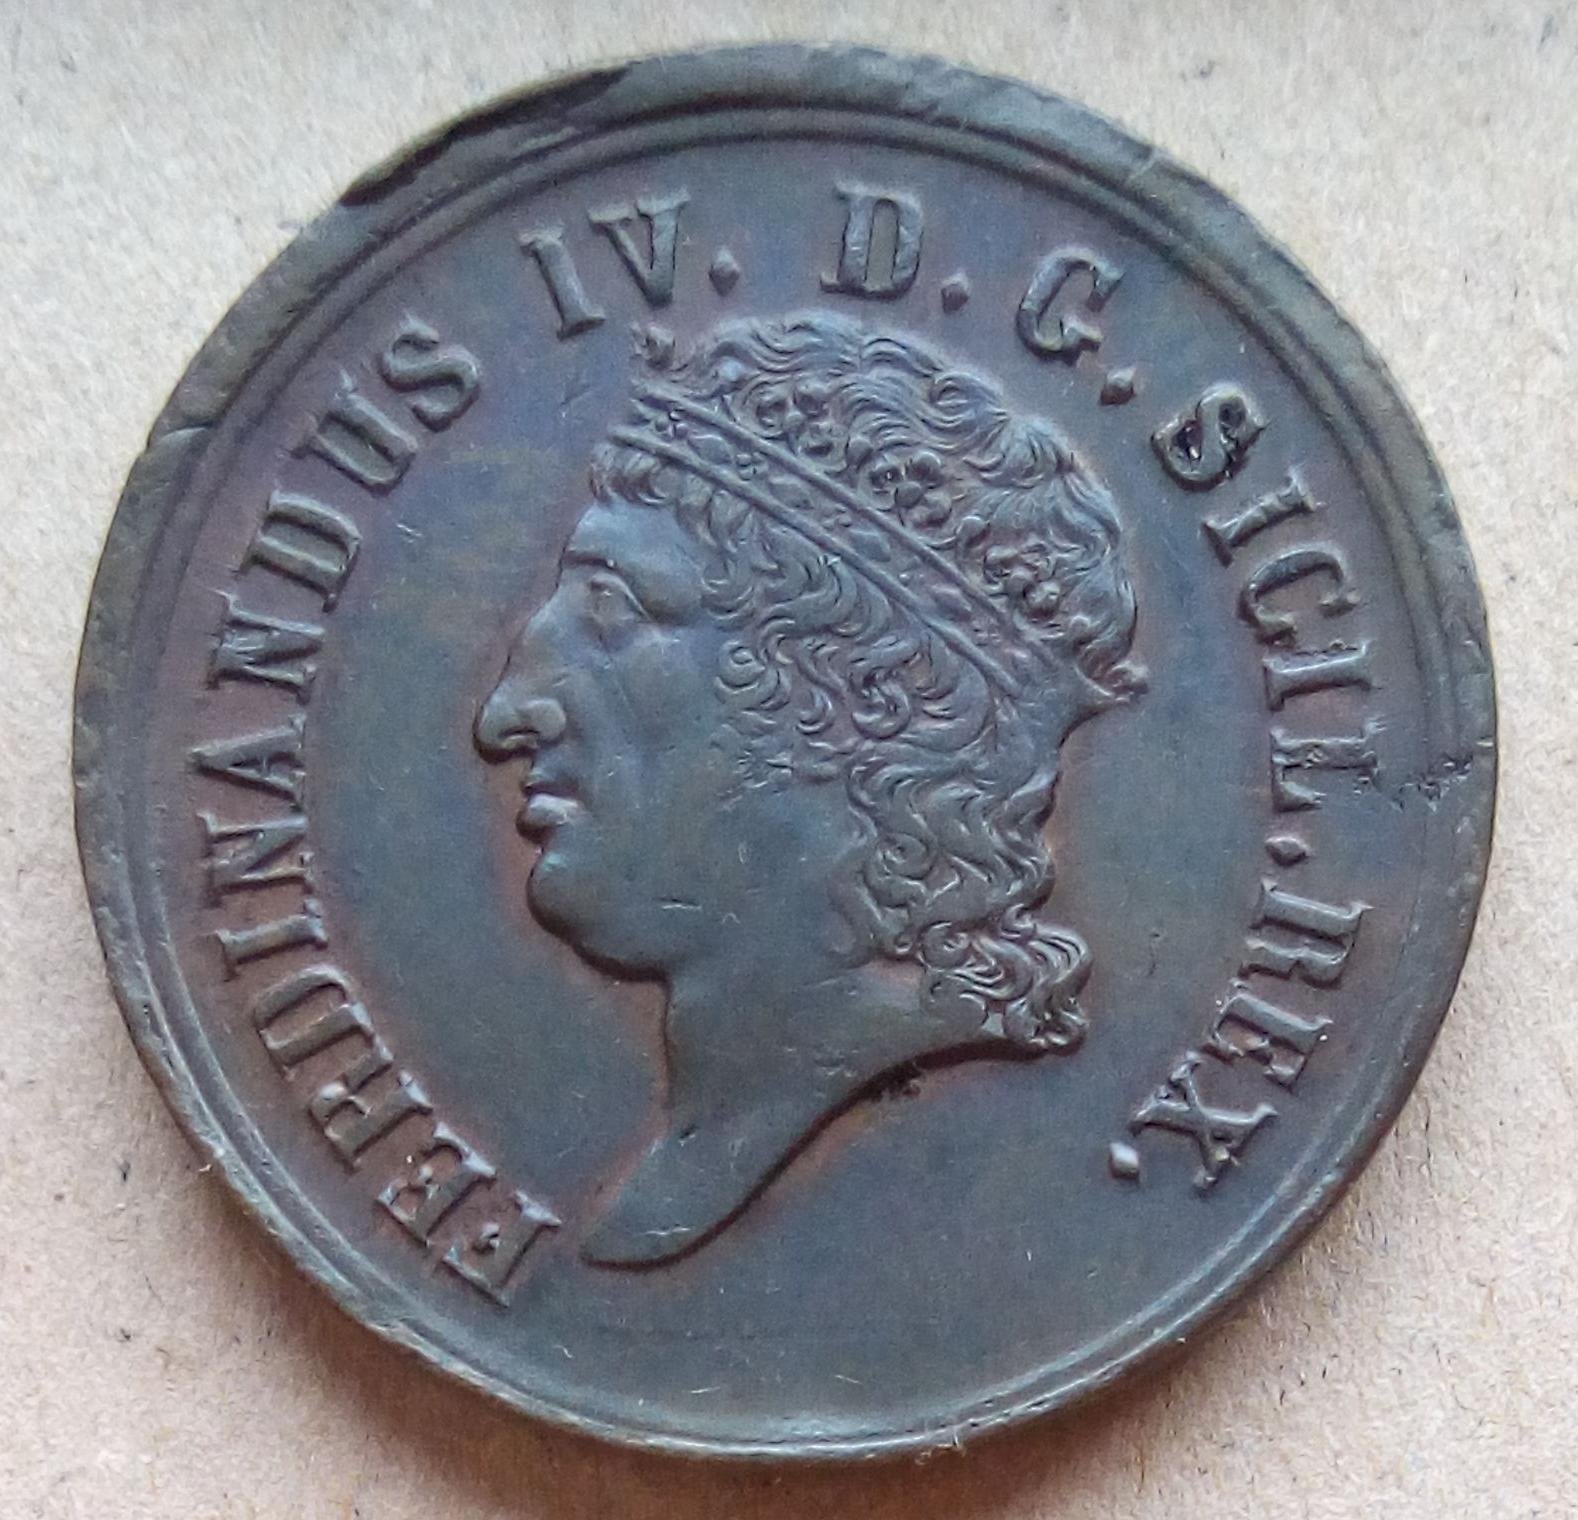 FERDINANDUS IV. D. G. SICIL. REX.